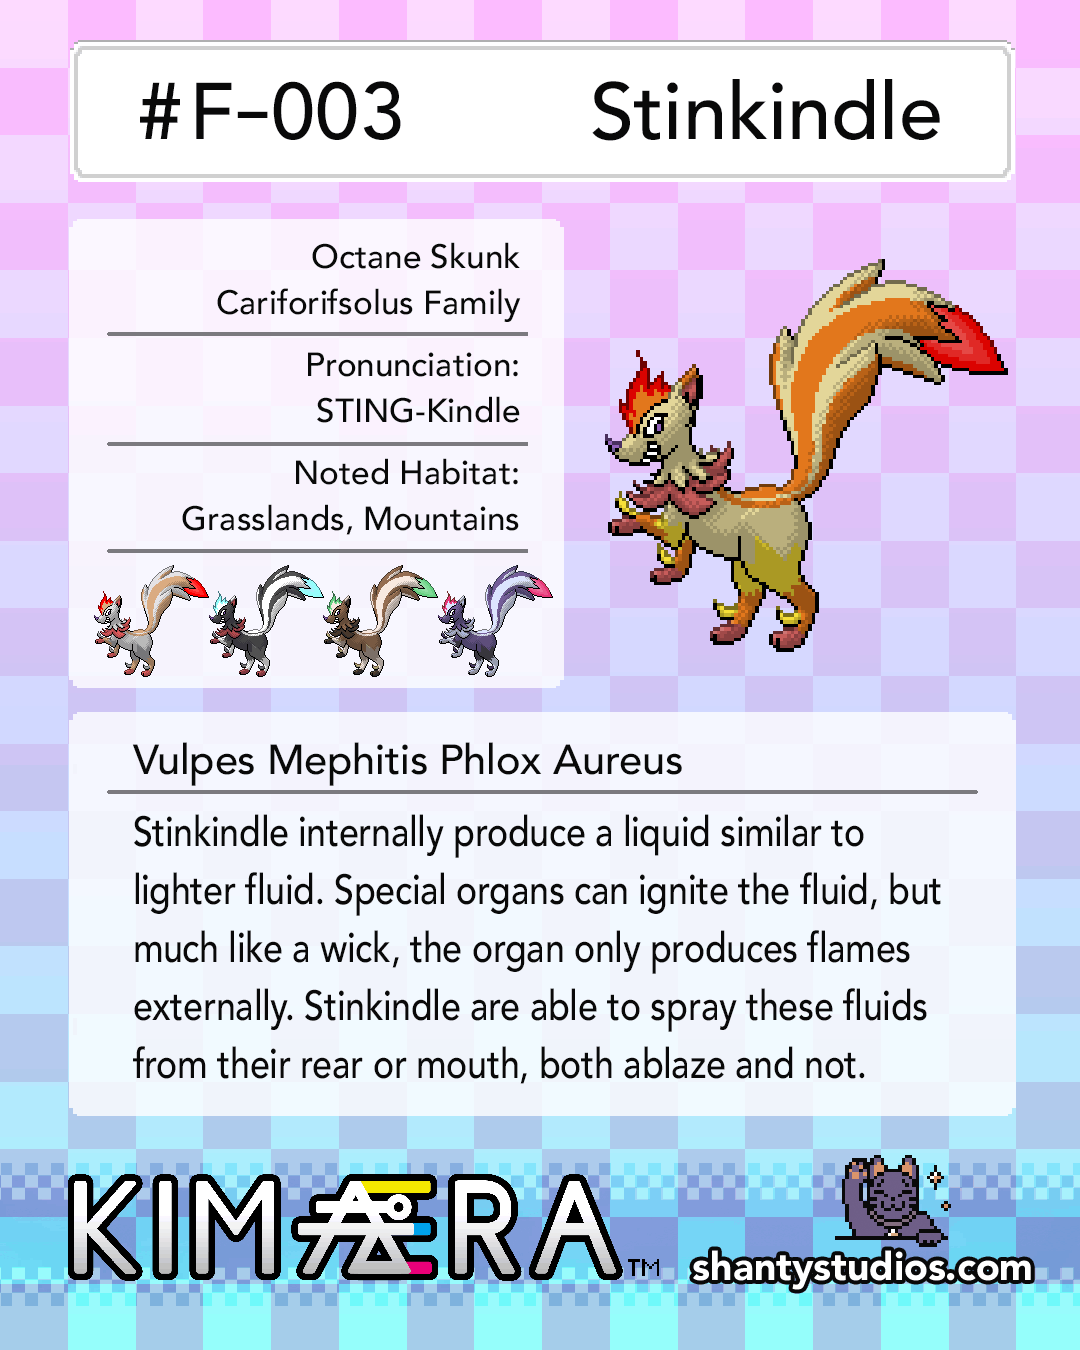 #F-003 Stinkindle
Octane Skunk
Cariforifsolus Family
Pronunciation:
STING-Kindle
Noted Habitat:
Grasslands, Mountains
Vulpes Mephitis Phlox Aureus
Stinkindle internally produce a liquid similar to
lighter fluid. Special organs can ignite the fluid, but
much like a wick, the organ only produces flames
externally. Stinkindle are able to spray these fluids
from their rear or mouth, both ablaze and not.
KIMÆRA™
shantystudios.com